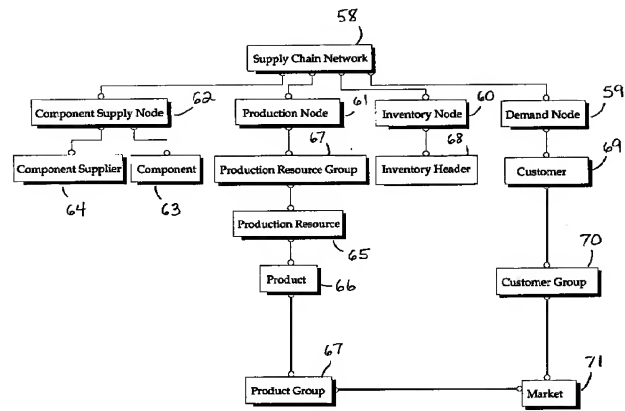 58
Supply Chain Network
62
61
60
59
Component Supply Node
Production Node
Inventory Node
Demand Node
67
68
69
Component Supplier
Component
Production Resource Group
Inventory Header
Customer
64
63
Production Resource
65
70
Product
66
Customer Group
67
71
Product Group
Market